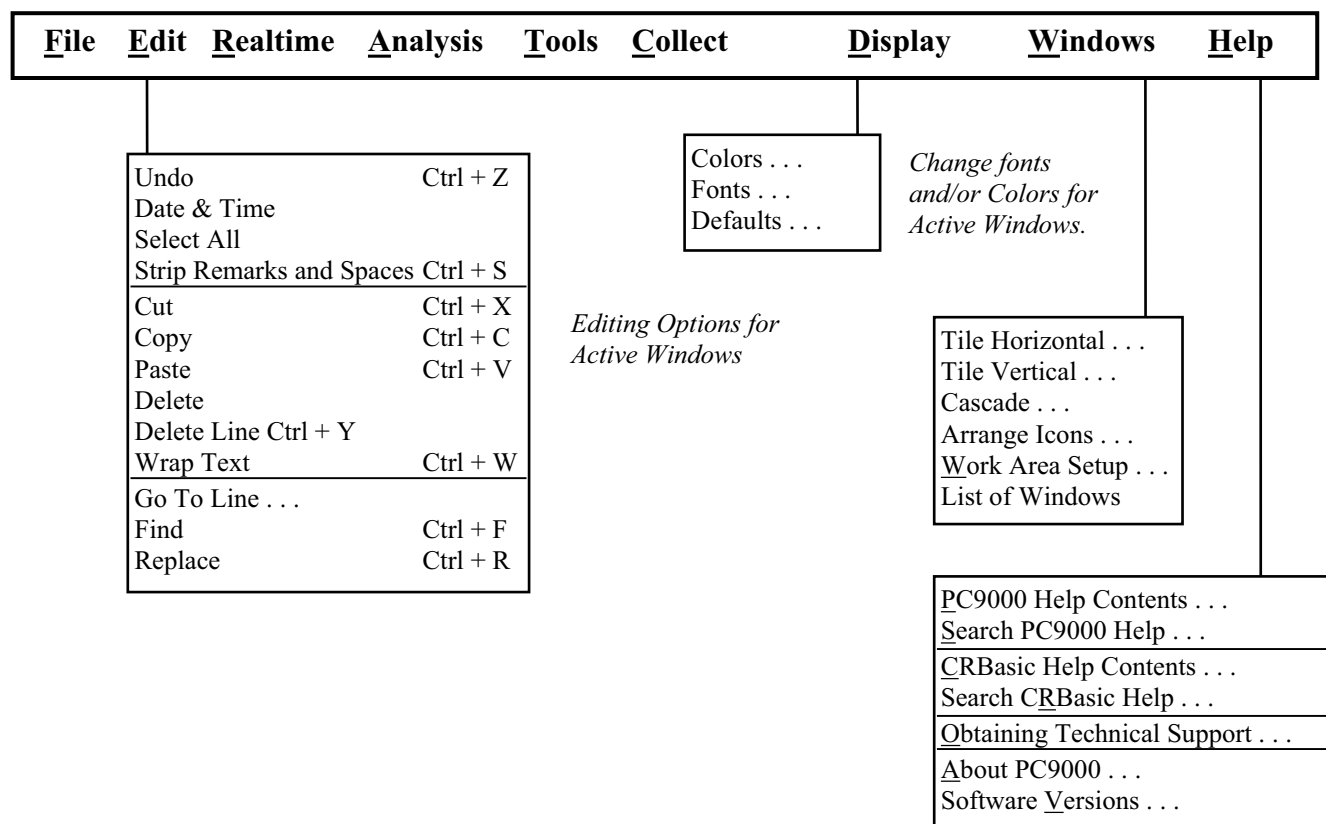 File Edit Realtime Analysis Tools Collect Display Windows Help
Undo Ctrl + Z
Date & Time
Select All
Strip Remarks and Spaces Ctrl + S
Cut Ctrl + X
Copy Ctrl + C
Paste Ctrl + V
Delete
Delete Line Ctrl + Y
Wrap Text Ctrl + W
Go To Line . . .
Find Ctrl + F
Replace Ctrl + R
Editing Options for
Active Windows
Colors . . .
Fonts . . .
Defaults . . .
Change fonts
and/or Colors for
Active Windows.
Tile Horizontal . . .
Tile Vertical . . .
Cascade . . .
Arrange Icons . . .
Work Area Setup . . .
List of Windows
PC9000 Help Contents . . .
Search PC9000 Help . . .
CRBasic Help Contents . . .
Search CRBasic Help . . .
Obtaining Technical Support . . .
About PC9000 . . .
Software Versions . . .